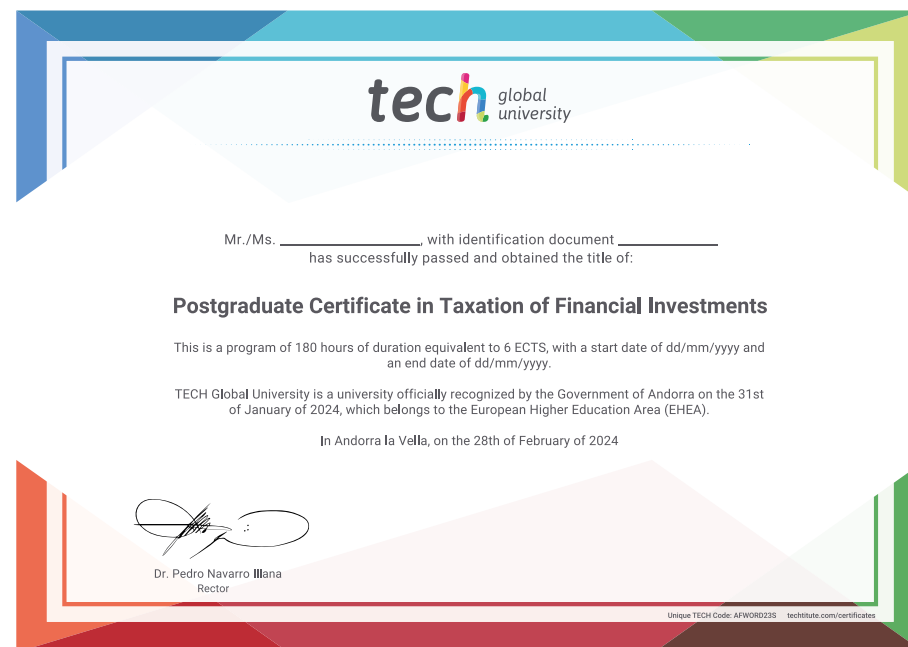 tech global
university
Mr./Ms. ____________________, with identification document ______________
has successfully passed and obtained the title of:
Postgraduate Certificate in Taxation of Financial Investments
This is a program of 180 hours of duration equivalent to 6 ECTS, with a start date of dd/mm/yyyy and
an end date of dd/mm/yyyy.
TECH Global University is a university officially recognized by the Government of Andorra on the 31st
of January of 2024, which belongs to the European Higher Education Area (EHEA).
In Andorra la Vella, on the 28th of February of 2024
Dr. Pedro Navarro Illana
Rector
Unique TECH Code: AFWORD23S techtitute.com/certificates